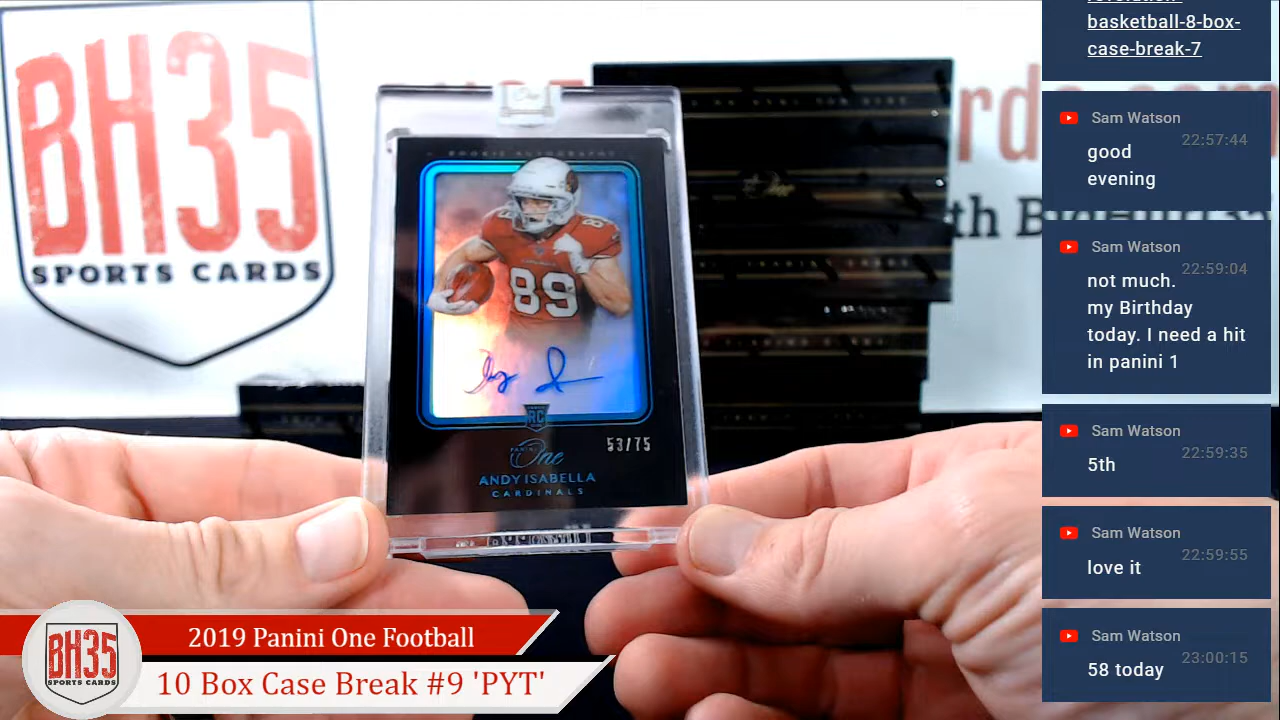 BH35
SPORTS CARDS
ROOKIE AUTOGRAPHS
89
89
RC
53/75
PANINI
One
ANDY ISABELLA
CARDINALS
One
BH35
SPORTS CARDS
2019 Panini One Football
10 Box Case Break #9 'PYT'
basketball-8-box-
case-break-7
Sam Watson
22:57:44
good
evening
Sam Watson
22:59:04
not much.
my Birthday
today. I need a hit
in panini 1
Sam Watson
22:59:35
5th
Sam Watson
22:59:55
love it
Sam Watson
23:00:15
58 today